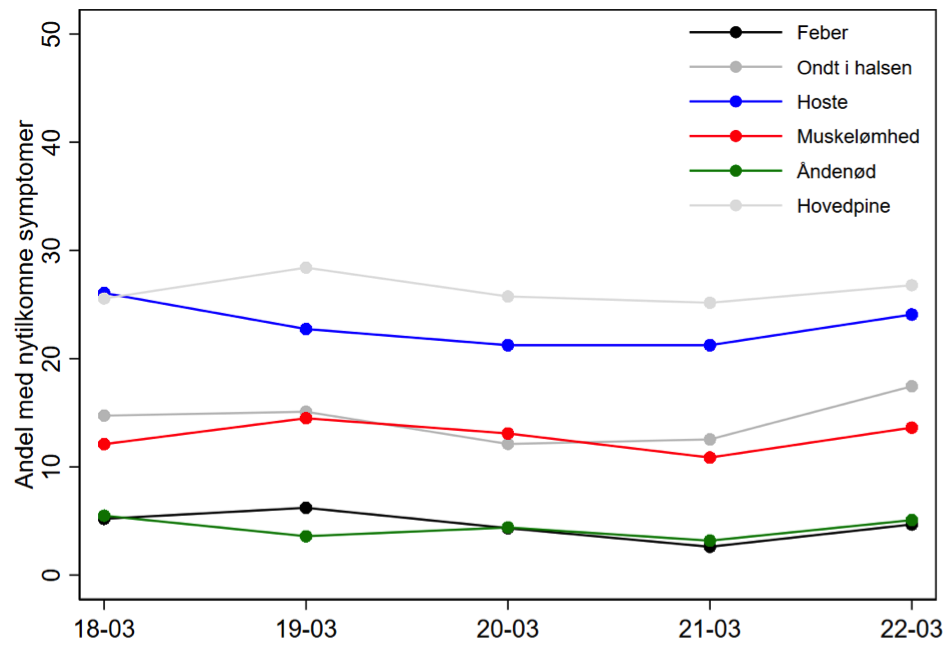 Andel med nytilkomne symptomer
50
40
30
20
10
0
Feber
Ondt i halsen
Hoste
Muskelømhed
Åndenød
Hovedpine
18-03
19-03
20-03
21-03
22-03